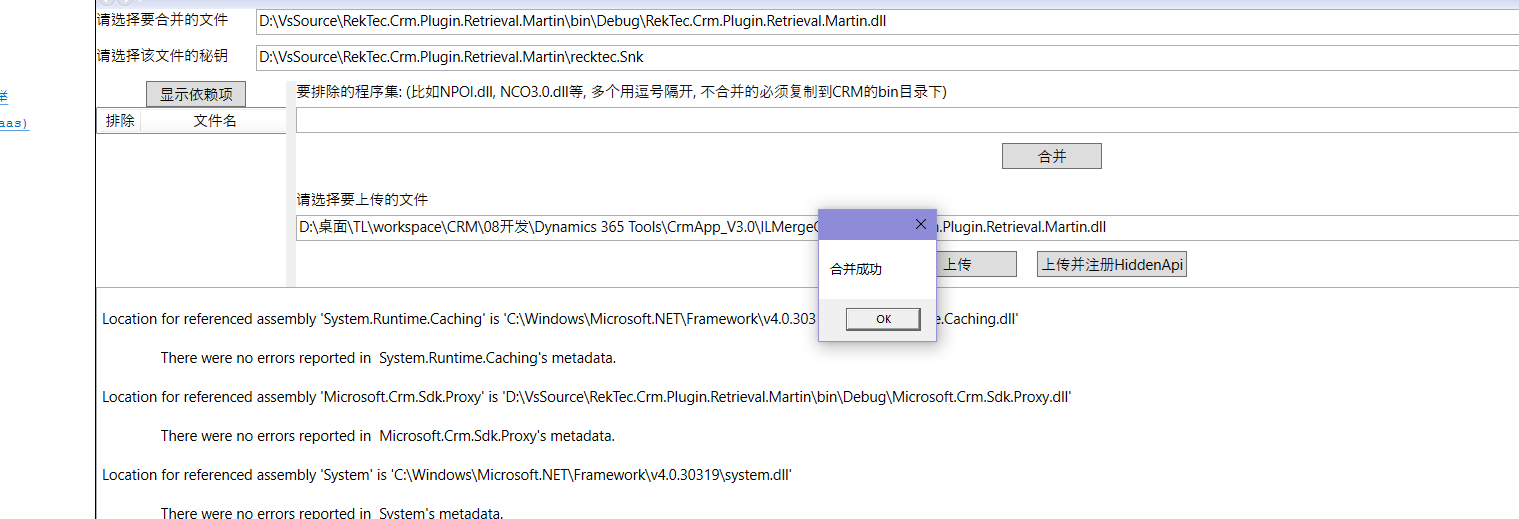 请选择要合并的文件 D:\VsSource\RekTec.Crm.Plugin.Retrieval.Martin\bin\Debug\RekTec.Crm.Plugin.Retrieval.Martin.dll
请选择该文件的秘钥 D:\VsSource\RekTec.Crm.Plugin.Retrieval.Martin\recktec.Snk
显示依赖项 要排除的程序集: (比如NPOI.dll, NCO3.0.dll等, 多个用逗号隔开, 不合并的必须复制到CRM的bin目录下)
aas)
排除 文件名
合并
请选择要上传的文件
D:\桌面\TL\workspace\CRM\08开发\Dynamics 365 Tools\CrmApp_V3.0\ILMerge .Plugin.Retrieval.Martin.dll
上传 上传并注册HiddenApi
合并成功
OK
Location for referenced assembly 'System.Runtime.Caching' is 'C:\Windows\Microsoft.NET\Framework\v4.0.303 e.Caching.dll'
There were no errors reported in System.Runtime.Caching's metadata.
Location for referenced assembly 'Microsoft.Crm.Sdk.Proxy' is 'D:\VsSource\RekTec.Crm.Plugin.Retrieval.Martin\bin\Debug\Microsoft.Crm.Sdk.Proxy.dll'
There were no errors reported in Microsoft.Crm.Sdk.Proxy's metadata.
Location for referenced assembly 'System' is 'C:\Windows\Microsoft.NET\Framework\v4.0.30319\system.dll'
There were no errors reported in System's metadata.